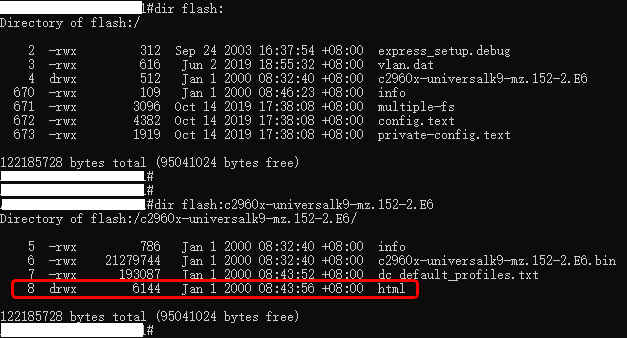 1#dir flash:
Directory of flash:/
2 -rwx 312 Sep 24 2003 16:37:54 +08:00 express_setup.debug
3 -rwx 616 Jun 2 2019 18:55:32 +08:00 vlan.dat
4 drwx 512 Jan 1 2000 08:32:40 +08:00 c2960x-universalk9-mz.152-2.E6
670 -rwx 109 Jan 1 2000 08:46:23 +08:00 info
671 -rwx 3096 Oct 14 2019 17:38:08 +08:00 multiple-fs
672 -rwx 4382 Oct 14 2019 17:38:08 +08:00 config.text
673 -rwx 1919 Oct 14 2019 17:38:08 +08:00 private-config.text
122185728 bytes total (95041024 bytes free)
#
#
#dir flash:c2960x-universalk9-mz.152-2.E6
Directory of flash:/c2960x-universalk9-mz.152-2.E6/
5 -rwx 786 Jan 1 2000 08:32:40 +08:00 info
6 -rwx 21279744 Jan 1 2000 08:32:40 +08:00 c2960x-universalk9-mz.152-2.E6.bin
7 -rwx 193087 Jan 1 2000 08:43:52 +08:00 dc_default_profiles.txt
8 drwx 6144 Jan 1 2000 08:43:56 +08:00 html
122185728 bytes total (95041024 bytes free)
#